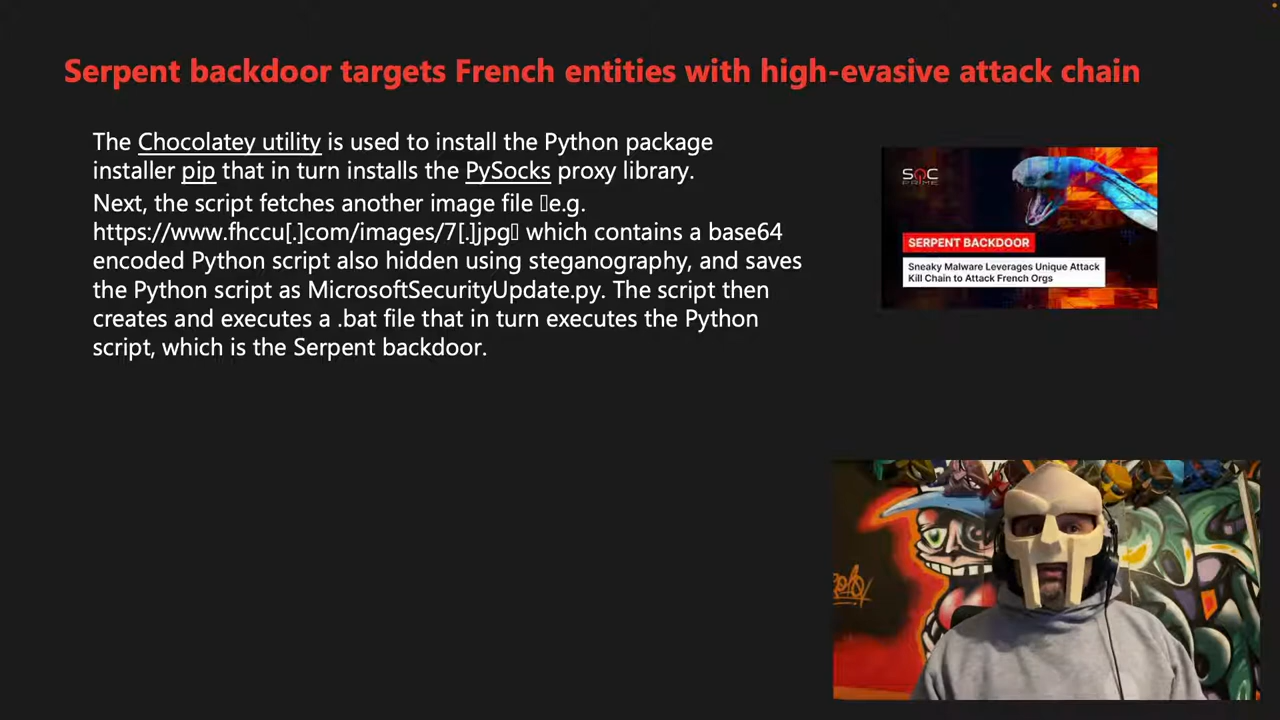 Serpent backdoor targets French entities with high-evasive attack chain
The Chocolatey utility is used to install the Python package
installer pip that in turn installs the PySocks proxy library.
Next, the script fetches another image file e.g.
https://www.fhccu[.]com/images/7[.]jpg which contains a base64
encoded Python script also hidden using steganography, and saves
the Python script as MicrosoftSecurityUpdate.py. The script then
creates and executes a .bat file that in turn executes the Python
script, which is the Serpent backdoor.
SOC
PRIME
SERPENT BACKDOOR
Sneaky Malware Leverages Unique Attack
Kill Chain to Attack French Orgs